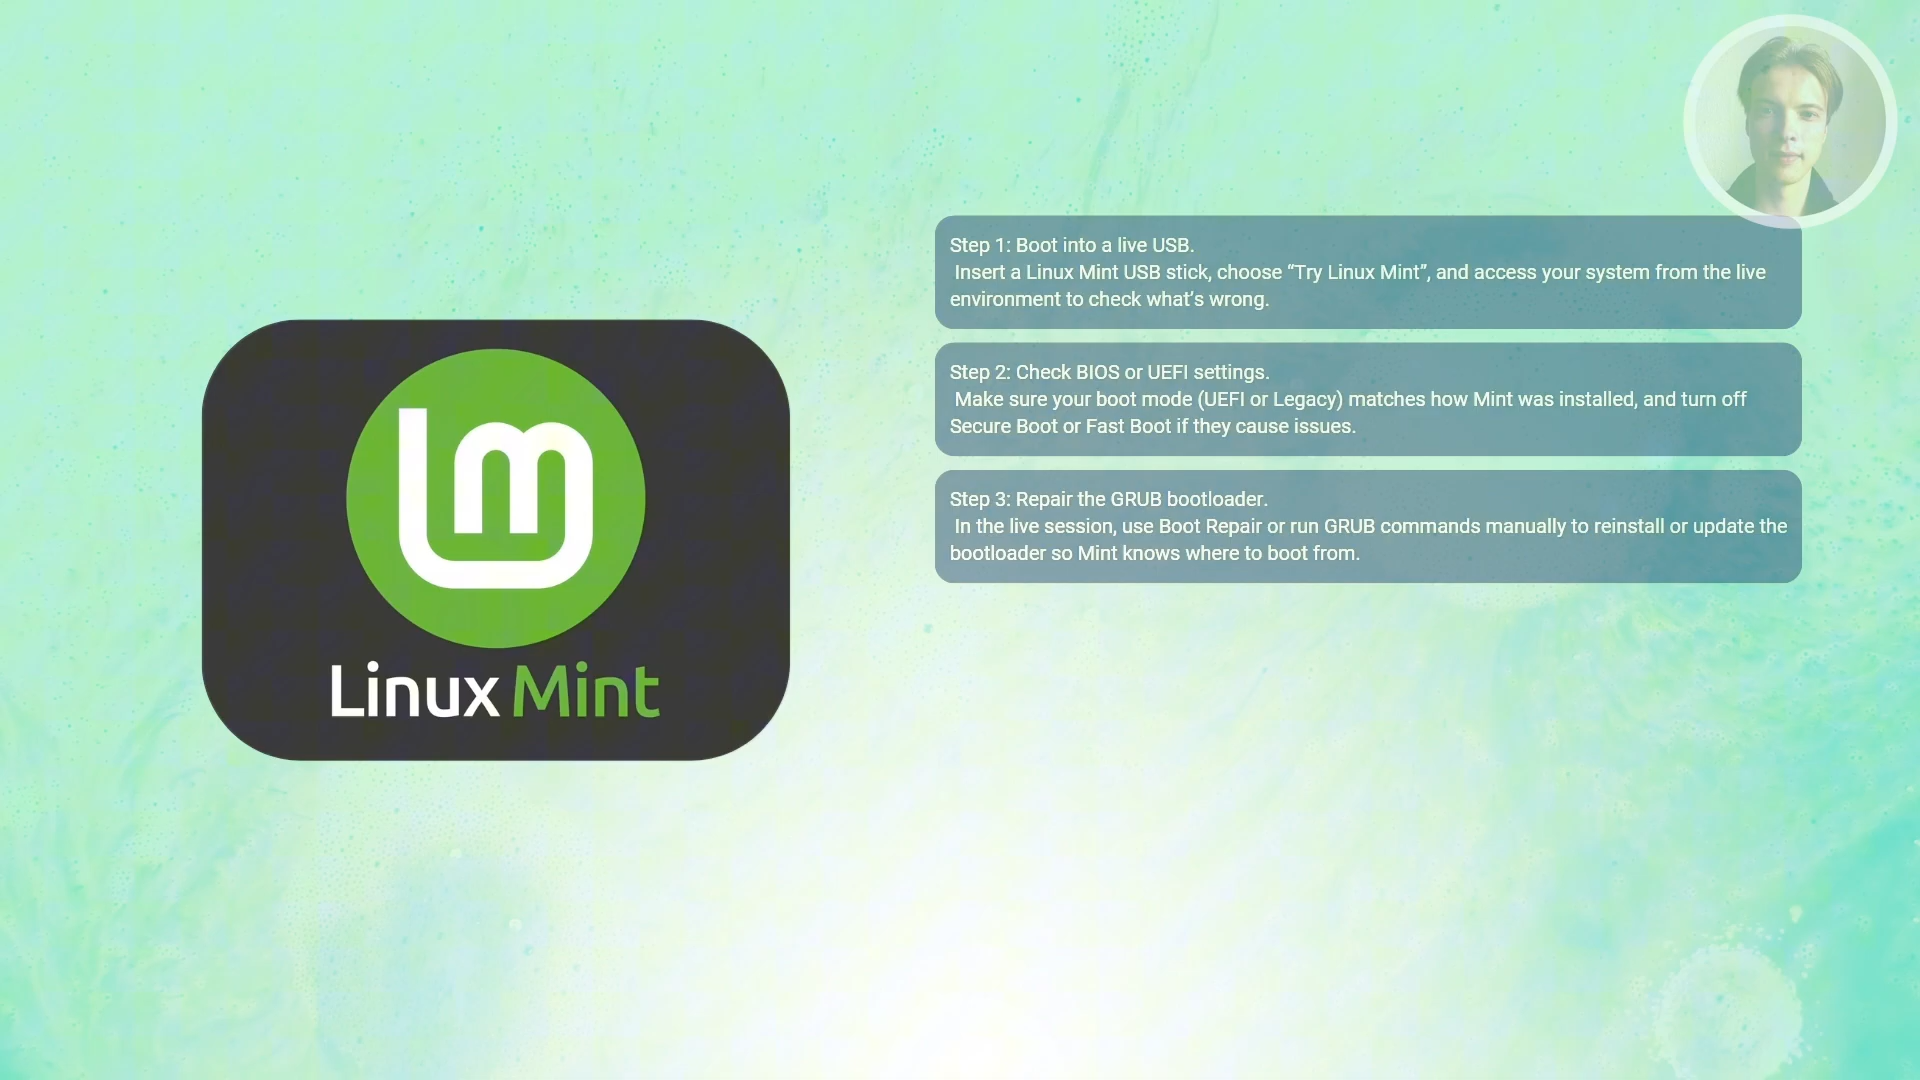 Linux Mint
Step 1: Boot into a live USB.
Insert a Linux Mint USB stick, choose “Try Linux Mint”, and access your system from the live
environment to check what’s wrong.
Step 2: Check BIOS or UEFI settings.
Make sure your boot mode (UEFI or Legacy) matches how Mint was installed, and turn off
Secure Boot or Fast Boot if they cause issues.
Step 3: Repair the GRUB bootloader.
In the live session, use Boot Repair or run GRUB commands manually to reinstall or update the
bootloader so Mint knows where to boot from.